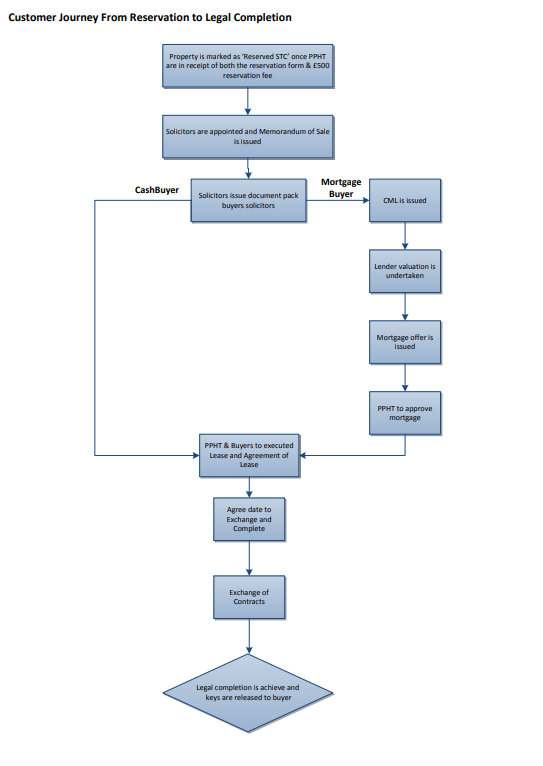 Customer Journey From Reservation to Legal Completion
Property is marked as 'Reserved STC' once PPHT
are in receipt of both the reservation form & £500
reservation fee
Solicitors are appointed and Memorandum of Sale
is issued
CashBuyer
Solicitors issue document pack
buyers solicitors
Mortgage
Buyer
CML is issued
Lender valuation is
undertaken
Mortgage offer is
issued
PPHT to approve
mortgage
PPHT & Buyers to executed
Lease and Agreement of
Lease
Agree date to
Exchange and
Complete
Exchange of
Contracts
Legal completion is achieve and
keys are released to buyer